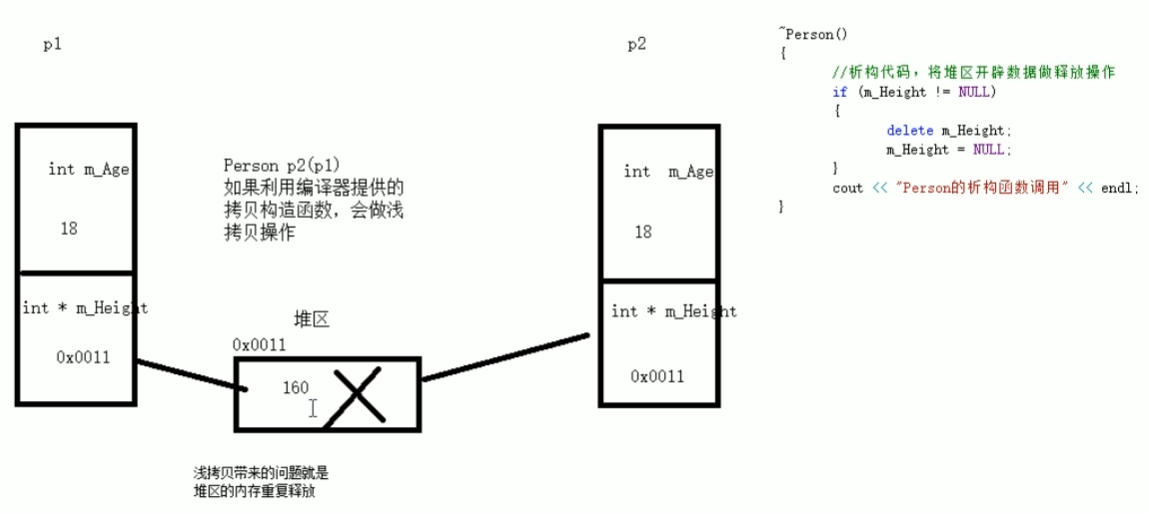 p1
p2
int m_Age
18
int * m_Height
0x0011
Person p2(p1)
如果利用编译器提供的
拷贝构造函数，会做浅
拷贝操作
堆区
0x0011
160
浅拷贝带来的问题就是
堆区的内存重复释放
int m_Age
18
int * m_Height
0x0011
~Person()
{
//析构代码，将堆区开辟数据做释放操作
if (m_Height != NULL)
{
delete m_Height;
m_Height = NULL;
}
cout << "Person的析构函数调用" << endl;
}